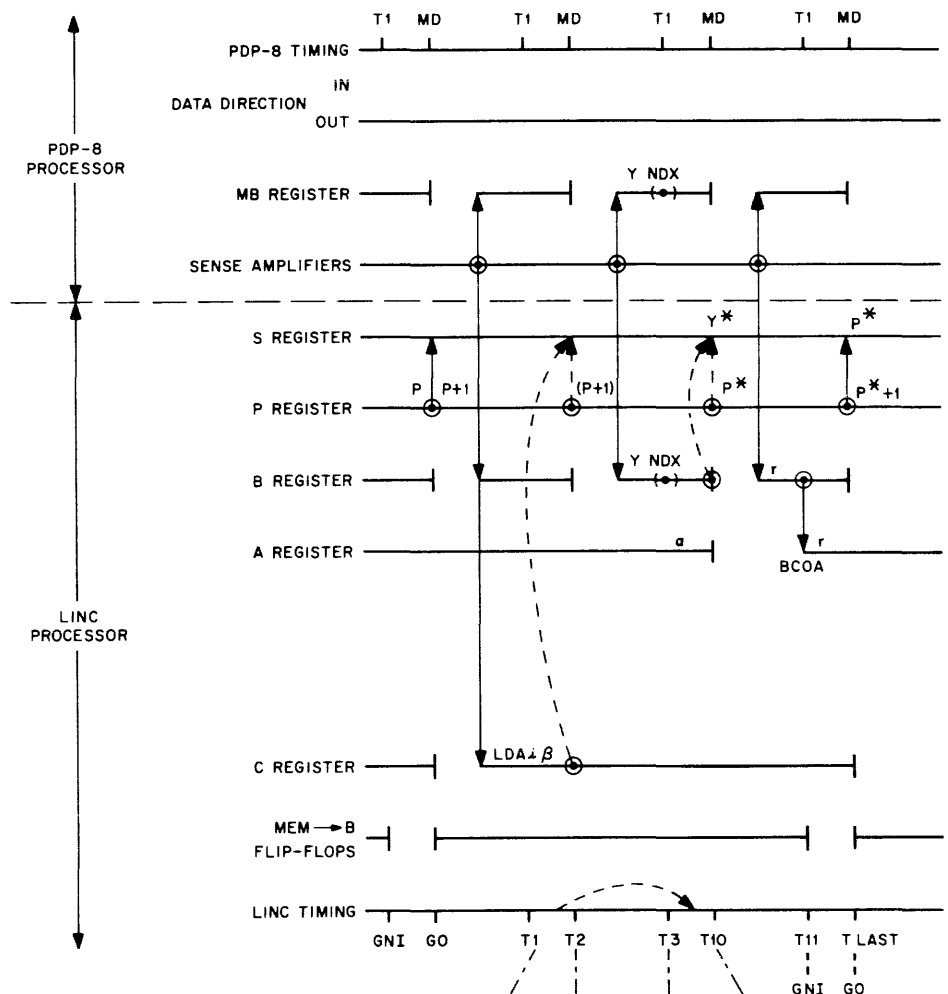 T1 MD T1 MD T1 MD T1 MD
PDP-8 TIMING
IN
DATA DIRECTION
OUT
PDP-8
PROCESSOR
Y NDX
MB REGISTER
( )
SENSE AMPLIFIERS
Y* P*
S REGISTER
P P+1 (P+1) P* P*+1
P REGISTER
Y NDX r
B REGISTER
( )
a r
A REGISTER
BCOA
LINC
PROCESSOR
LDA i β
C REGISTER
MEM → B
FLIP-FLOPS
LINC TIMING
GNI GO T1 T2 T3 T10 T11 T LAST
GNI GO